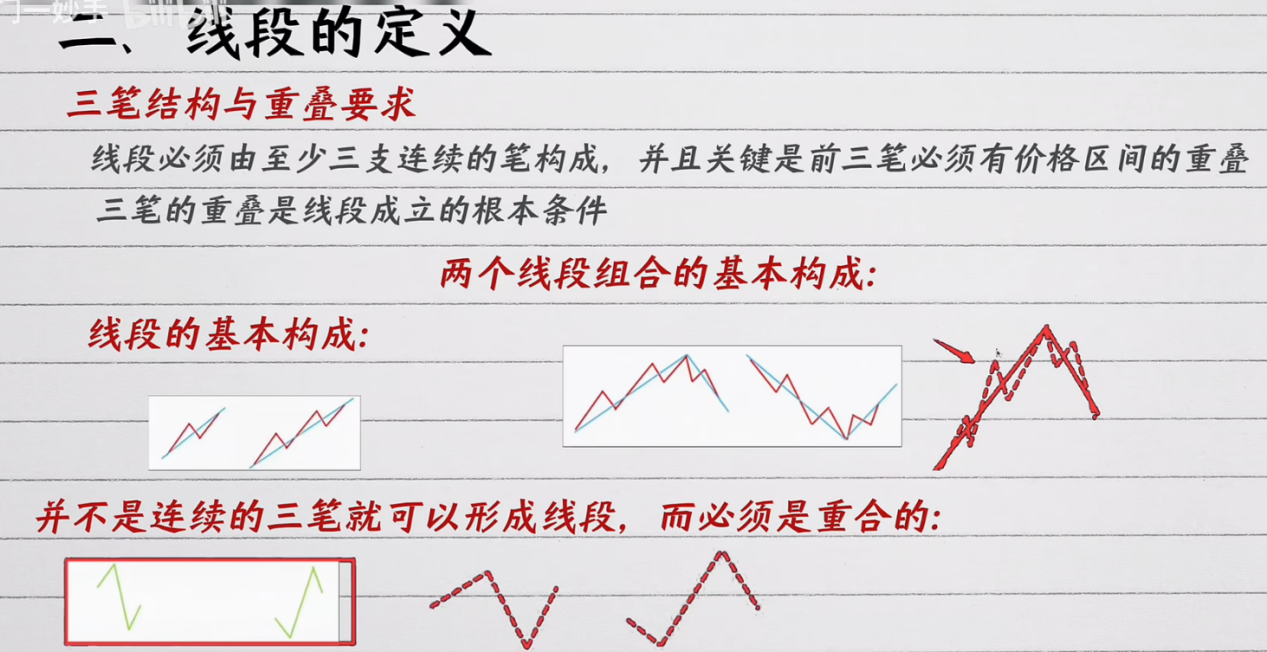 二、线段的定义
三笔结构与重叠要求
线段必须由至少三支连续的笔构成，并且关键是前三笔必须有价格区间的重叠
三笔的重叠是线段成立的根本条件
两个线段组合的基本构成:
线段的基本构成:
并不是连续的三笔就可以形成线段，而必须是重合的: